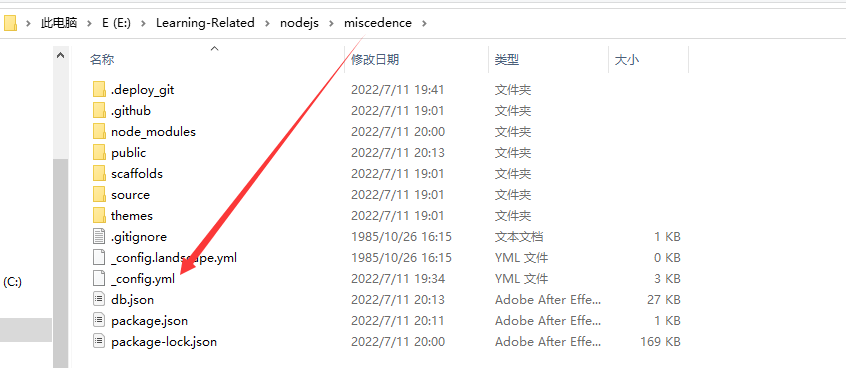 此电脑 > E (E:) > Learning-Related > nodejs > miscedence >
名称 修改日期 类型 大小
.deploy_git 2022/7/11 19:41 文件夹
.github 2022/7/11 19:01 文件夹
node_modules 2022/7/11 20:00 文件夹
public 2022/7/11 20:13 文件夹
scaffolds 2022/7/11 19:01 文件夹
source 2022/7/11 19:01 文件夹
themes 2022/7/11 19:01 文件夹
.gitignore 1985/10/26 16:15 文本文档 1 KB
_config.landscape.yml 1985/10/26 16:15 YML 文件 0 KB
_config.yml 2022/7/11 19:34 YML 文件 3 KB
(C:)
db.json 2022/7/11 20:13 Adobe After Effe... 27 KB
package.json 2022/7/11 20:11 Adobe After Effe... 1 KB
package-lock.json 2022/7/11 20:00 Adobe After Effe... 169 KB